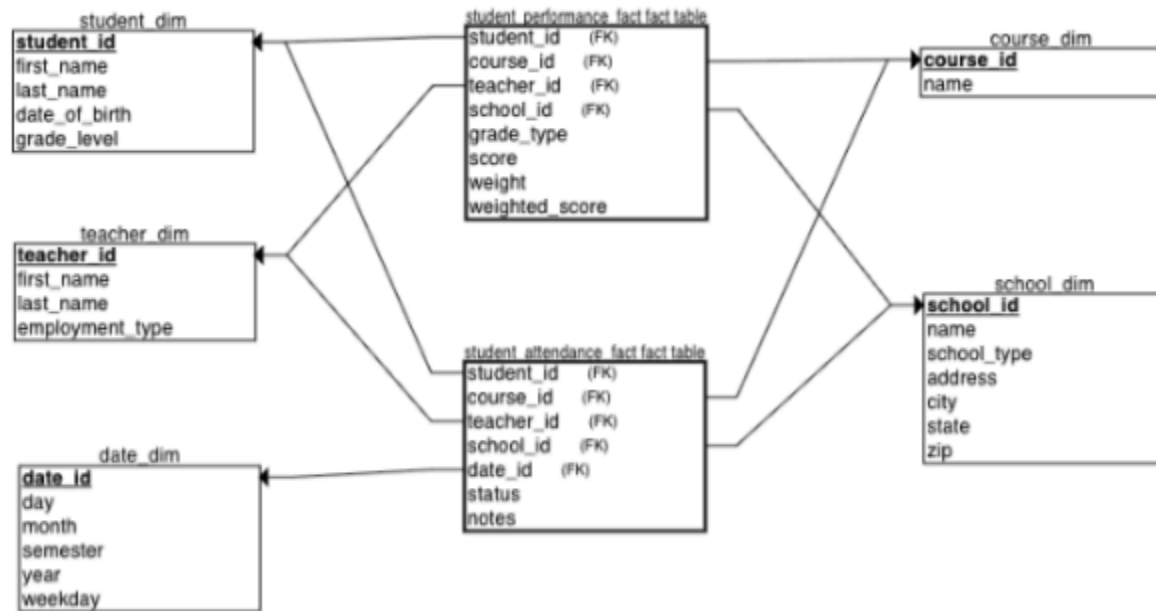 student_dim
student_id
first_name
last_name
date_of_birth
grade_level
student_performance_fact fact table
student_id (FK)
course_id (FK)
teacher_id (FK)
school_id (FK)
grade_type
score
weight
weighted_score
course_dim
course_id
name
teacher_dim
teacher_id
first_name
last_name
employment_type
student_attendance_fact fact table
student_id (FK)
course_id (FK)
teacher_id (FK)
school_id (FK)
date_id (FK)
status
notes
school_dim
school_id
name
school_type
address
city
state
zip
date_dim
date_id
day
month
semester
year
weekday